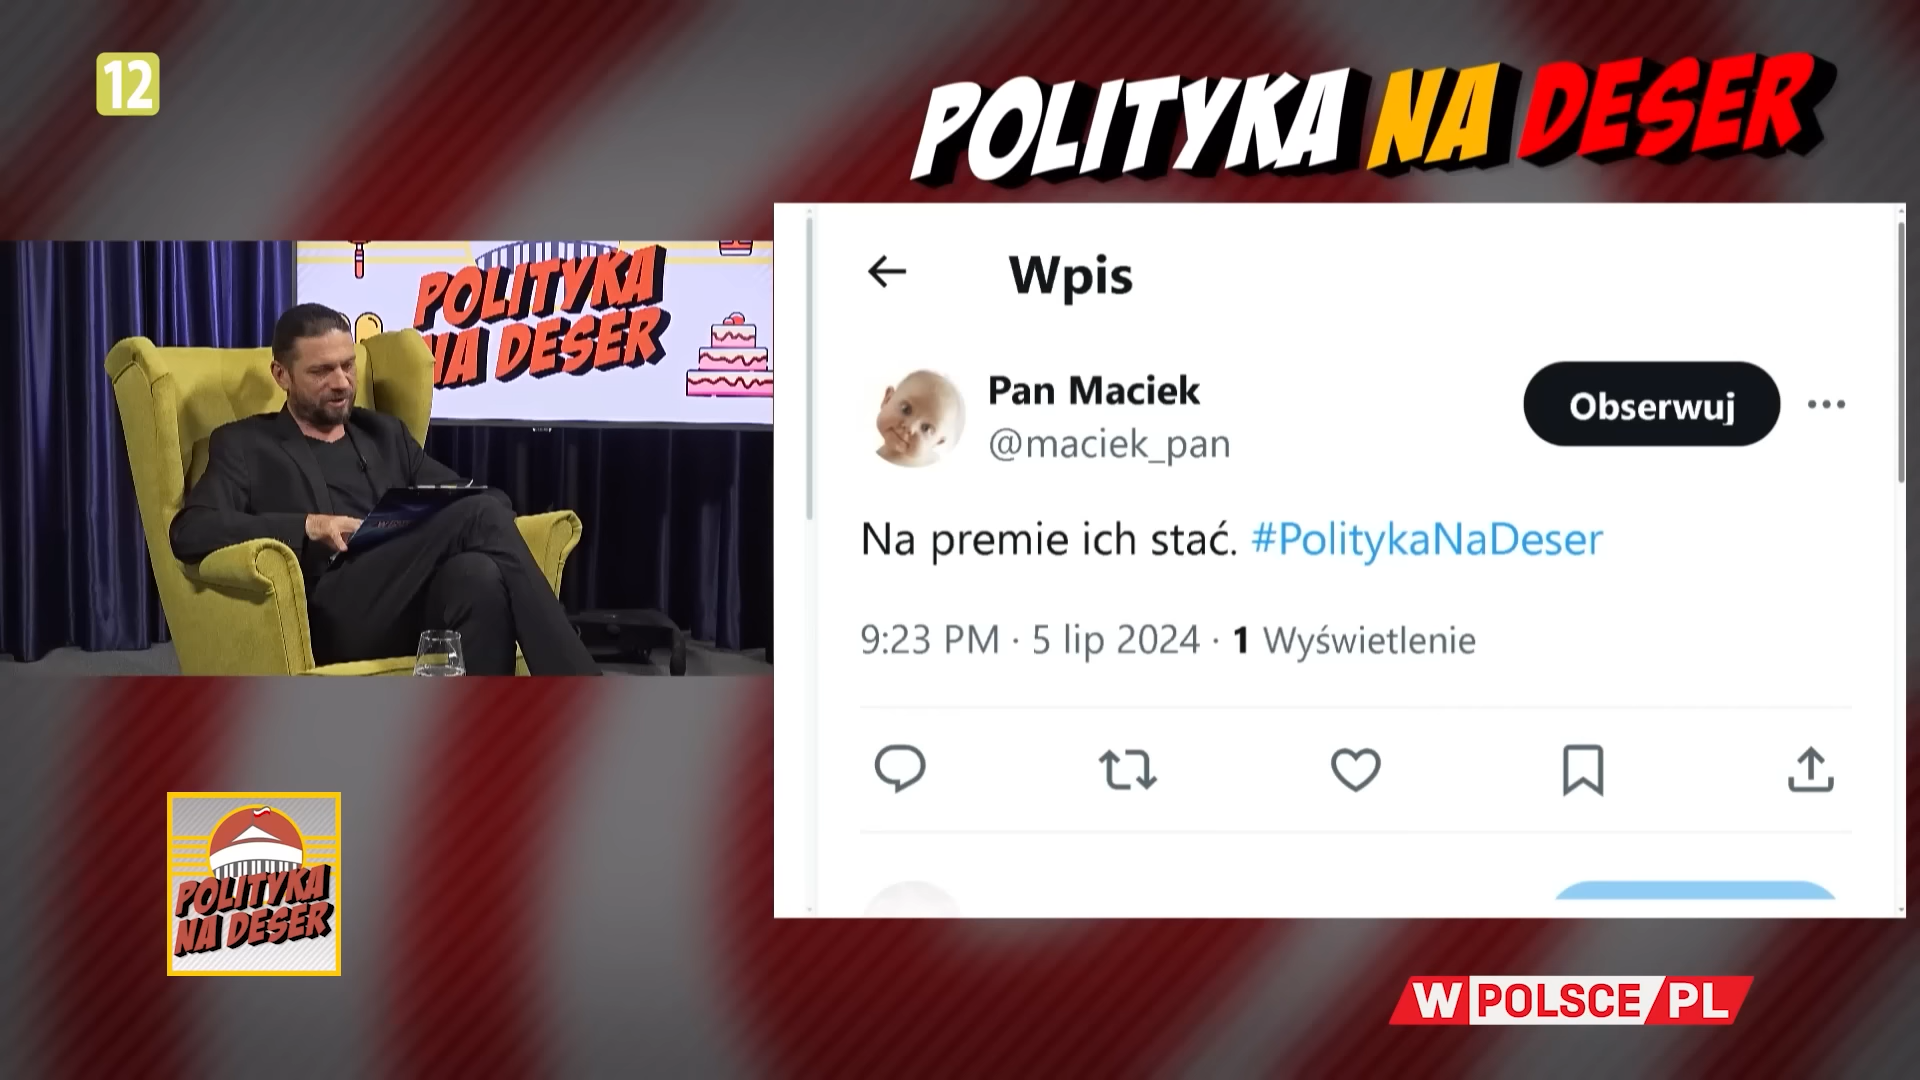 12
POLITYKA NA DESER
POLITYKA
NA DESER
Wpis
Pan Maciek
@maciek_pan
Obserwuj
Na premie ich stać. #PolitykaNaDeser
9:23 PM · 5 lip 2024 · 1 Wyświetlenie
POLITYKA
NA DESER
W POLSCE/PL